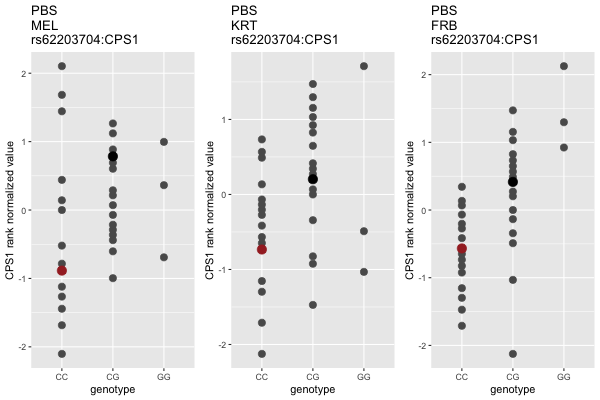 PBS
MEL
rs62203704:CPS1
CPS1 rank normalized value
2
1
0
-1
-2
CC
CG
GG
genotype
PBS
KRT
rs62203704:CPS1
CPS1 rank normalized value
1
0
-1
-2
CC
CG
GG
genotype
PBS
FRB
rs62203704:CPS1
CPS1 rank normalized value
2
1
0
-1
-2
CC
CG
GG
genotype